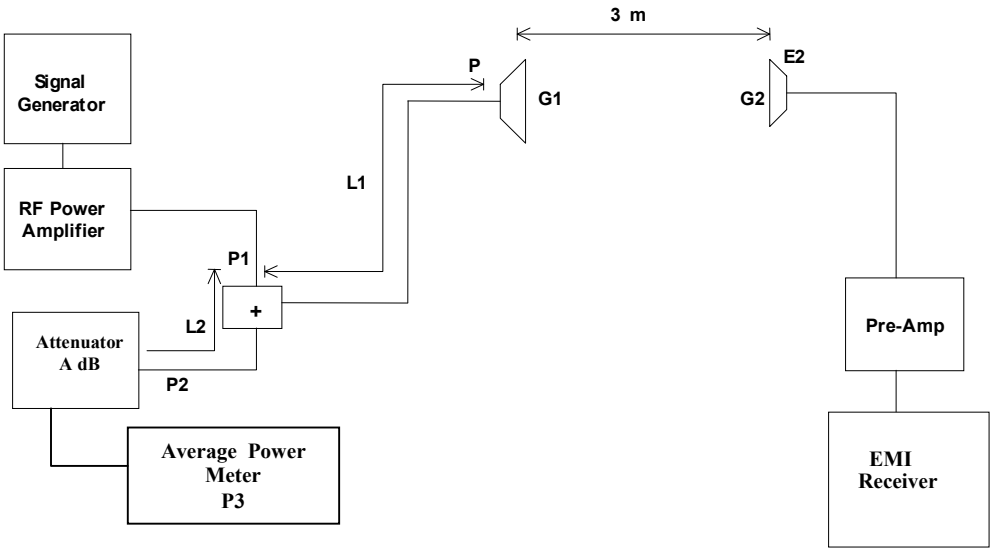 3 m
Signal
Generator
P
E2
G1
G2
L1
RF Power
Amplifier
P1
+
L2
Attenuator
A dB
P2
Pre-Amp
Average Power
Meter
P3
EMI
Receiver